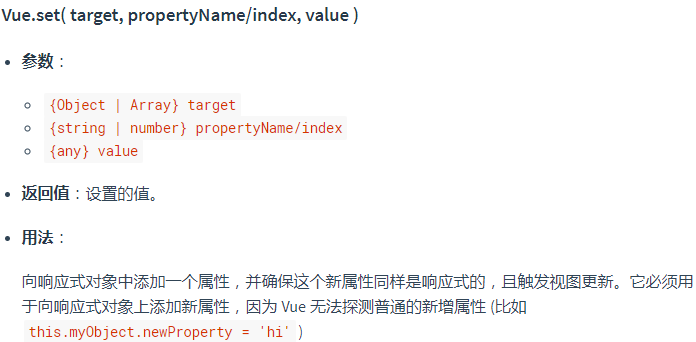 Vue.set( target, propertyName/index, value )
参数：
{Object | Array} target
{string | number} propertyName/index
{any} value
返回值：设置的值。
用法：
向响应式对象中添加一个属性，并确保这个新属性同样是响应式的，且触发视图更新。它必须用
于向响应式对象上添加新属性，因为 Vue 无法探测普通的新增属性 (比如
this.myObject.newProperty = 'hi' )